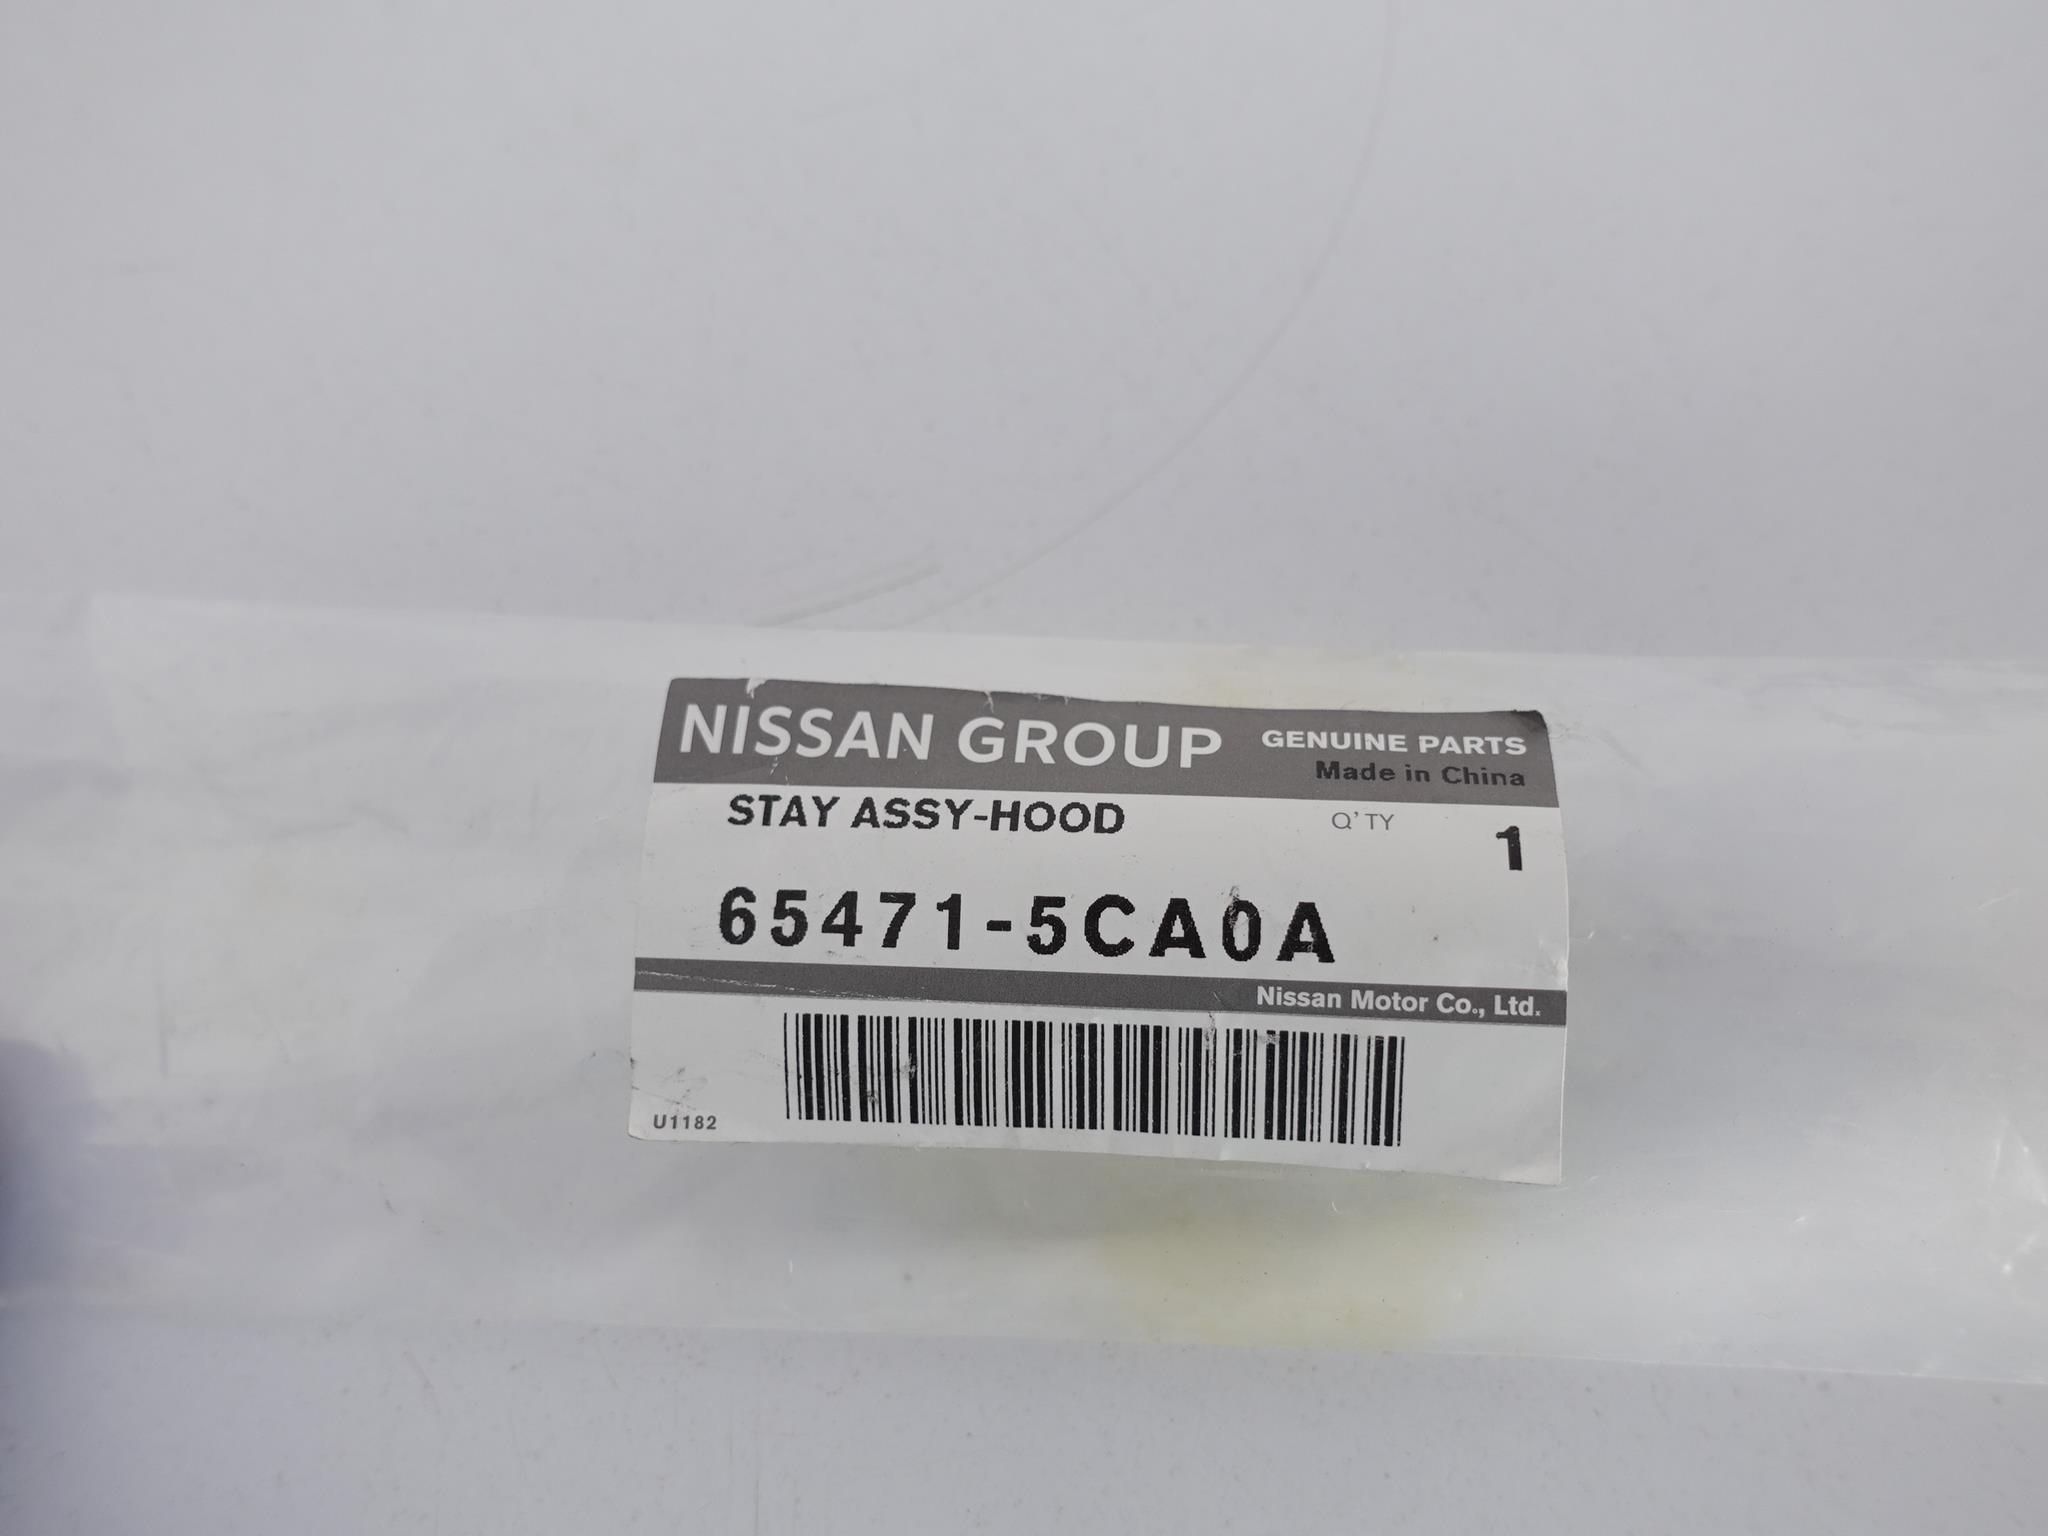 NISSAN GROUP GENUINE PARTS
Made in China
STAY ASSY-HOOD Q'TY 1
65471-5CA0A
Nissan Motor Co., Ltd.
U1182